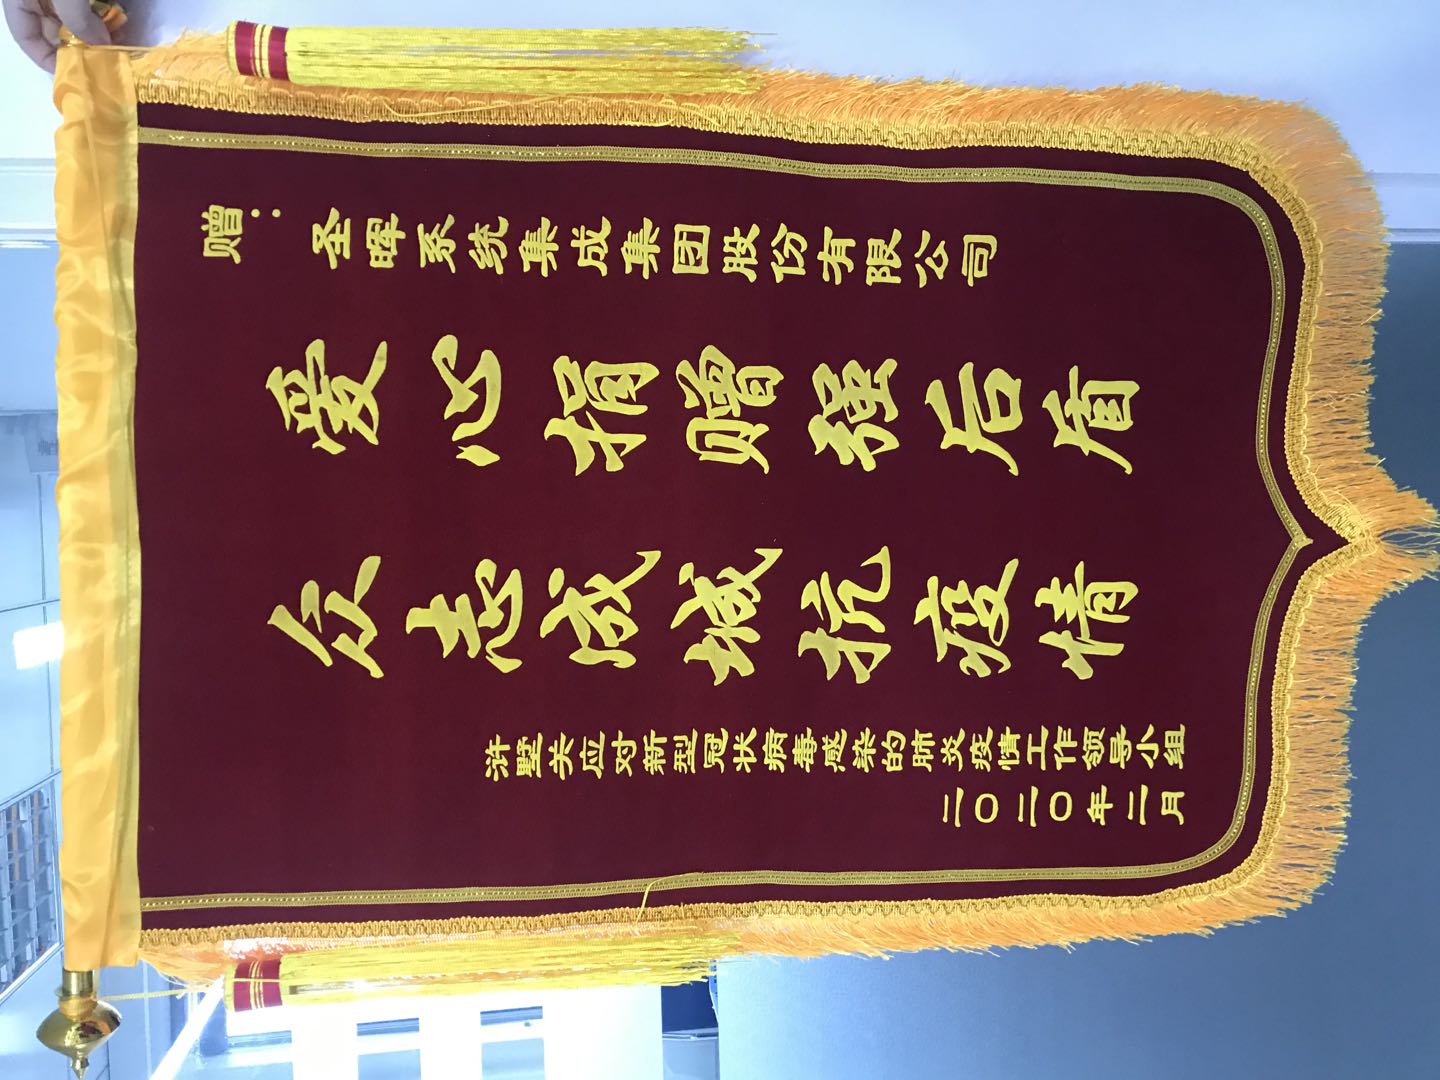 赠：
圣晖系统集成集团股份有限公司
爱心捐赠强后盾
众志成城抗疫情
浒墅关应对新型冠状病毒感染的肺炎疫情工作领导小组
二〇二〇年二月